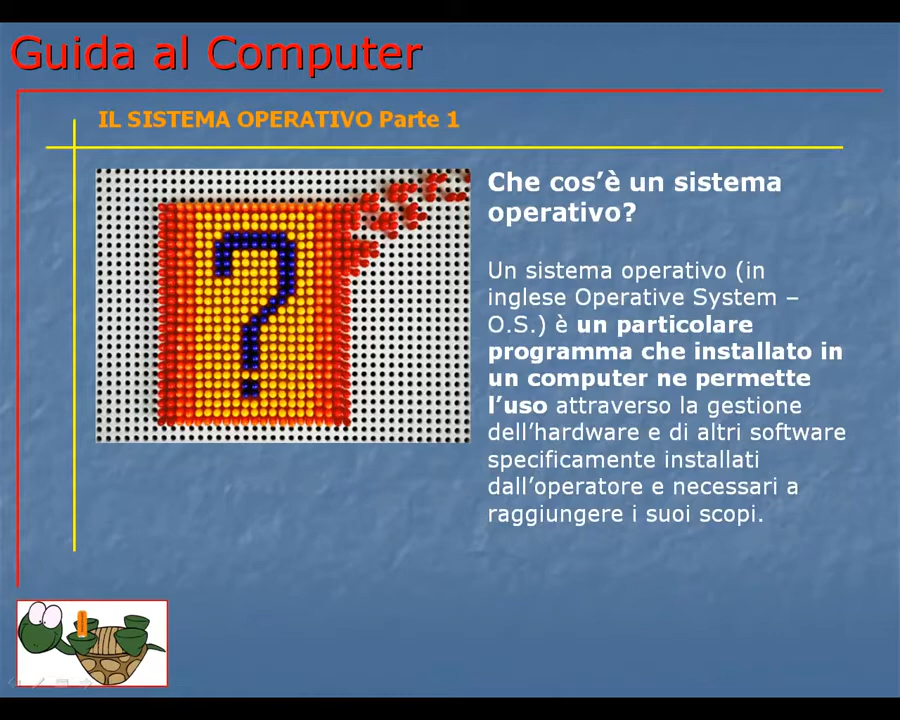 Guida al Computer
IL SISTEMA OPERATIVO Parte 1
Che cos’è un sistema
operativo?
Un sistema operativo (in
inglese Operative System –
O.S.) è un particolare
programma che installato in
un computer ne permette
l’uso attraverso la gestione
dell’hardware e di altri software
specificamente installati
dall’operatore e necessari a
raggiungere i suoi scopi.